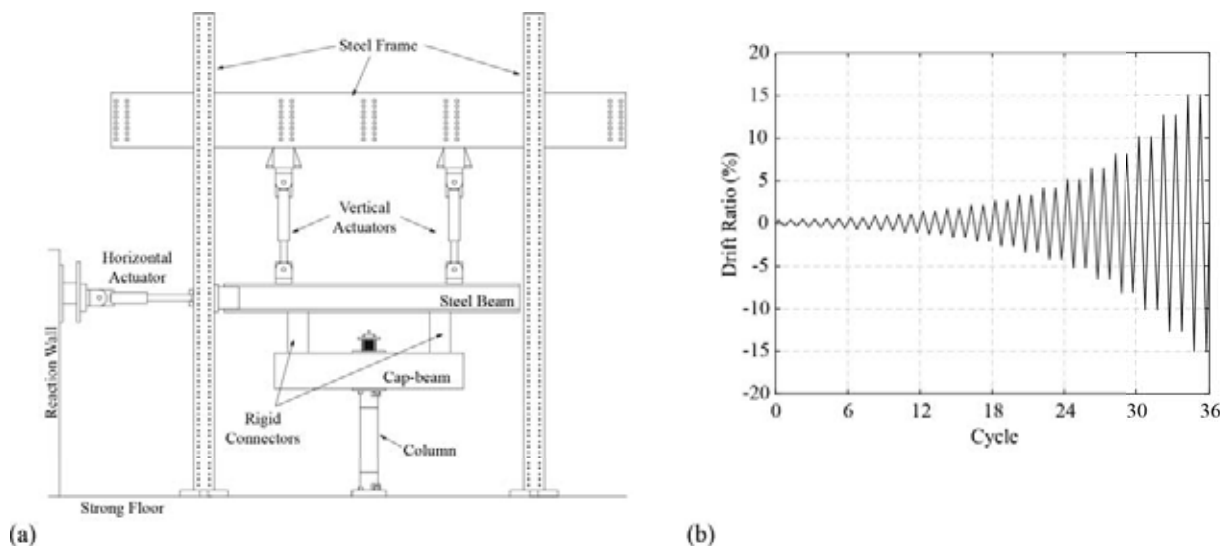 Steel Frame
Vertical
Actuators
Horizontal
Actuator
Steel Beam
Reaction Wall
Cap-beam
Rigid
Connectors
Column
Strong Floor
(a)
20
15
10
5
0
-5
-10
-15
-20
Drift Ratio (%)
0 6 12 18 24 30 36
Cycle
(b)